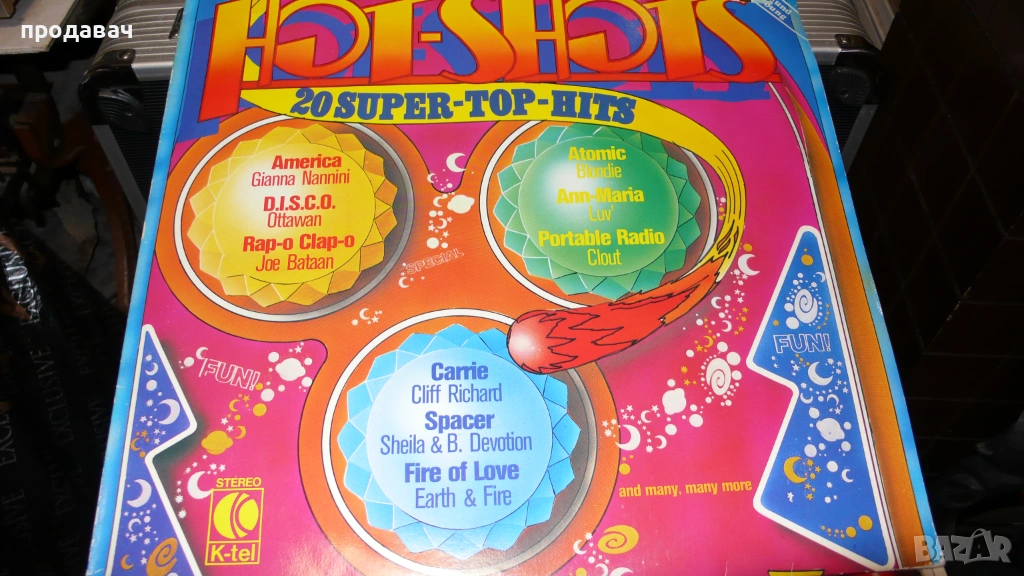 продавач
HOT-SHOTS
20 SUPER-TOP-HITS
America
Gianna Nannini
D.I.S.C.O.
Ottawan
Rap-o Clap-o
Joe Bataan
Atomic
Blondie
Ann-Maria
Luv'
Portable Radio
Clout
SPECIAL
FUN!
FUN!
Carrie
Cliff Richard
Spacer
Sheila & B. Devotion
Fire of Love
Earth & Fire
and many, many more
STEREO
K-tel
BAZAR
EXCLUSIVE